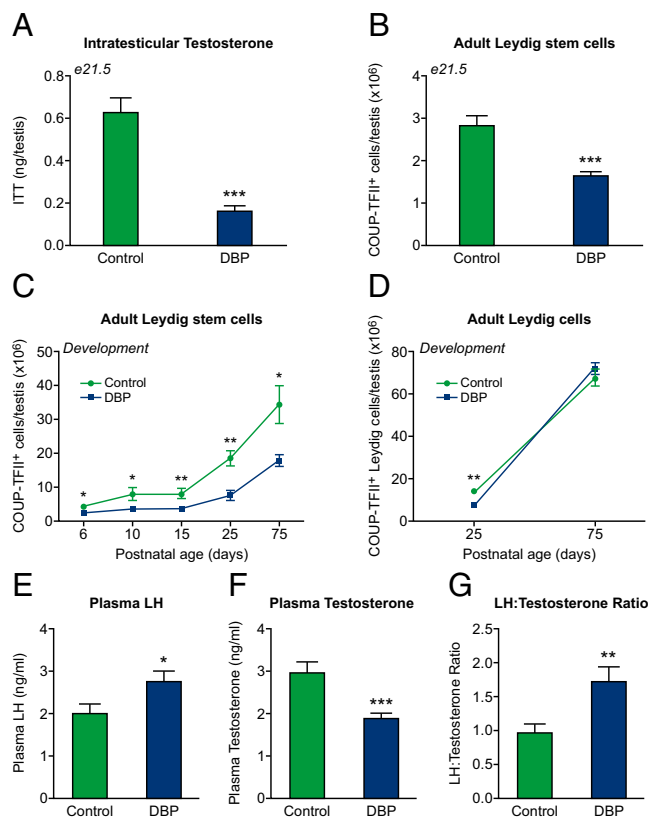 A
Intratesticular Testosterone
e21.5
ITT (ng/testis)
0.8
0.6
0.4
0.2
0.0
***
Control
DBP
B
Adult Leydig stem cells
e21.5
COUP-TFII⁺ cells/testis (x10⁶)
4
3
2
1
0
***
Control
DBP
C
Adult Leydig stem cells
Development
Control
DBP
COUP-TFII⁺ cells/testis (x10⁶)
50
40
30
20
10
0
*
*
**
**
*
6
10
15
25
75
Postnatal age (days)
D
Adult Leydig cells
Development
Control
DBP
COUP-TFII⁺ Leydig cells/testis (x10⁶)
80
60
40
20
0
**
25
75
Postnatal age (days)
E
Plasma LH
Plasma LH (ng/ml)
4
3
2
1
0
*
Control
DBP
F
Plasma Testosterone
Plasma Testosterone (ng/ml)
4
3
2
1
0
***
Control
DBP
G
LH:Testosterone Ratio
LH:Testosterone Ratio
2.5
2.0
1.5
1.0
0.5
0.0
**
Control
DBP